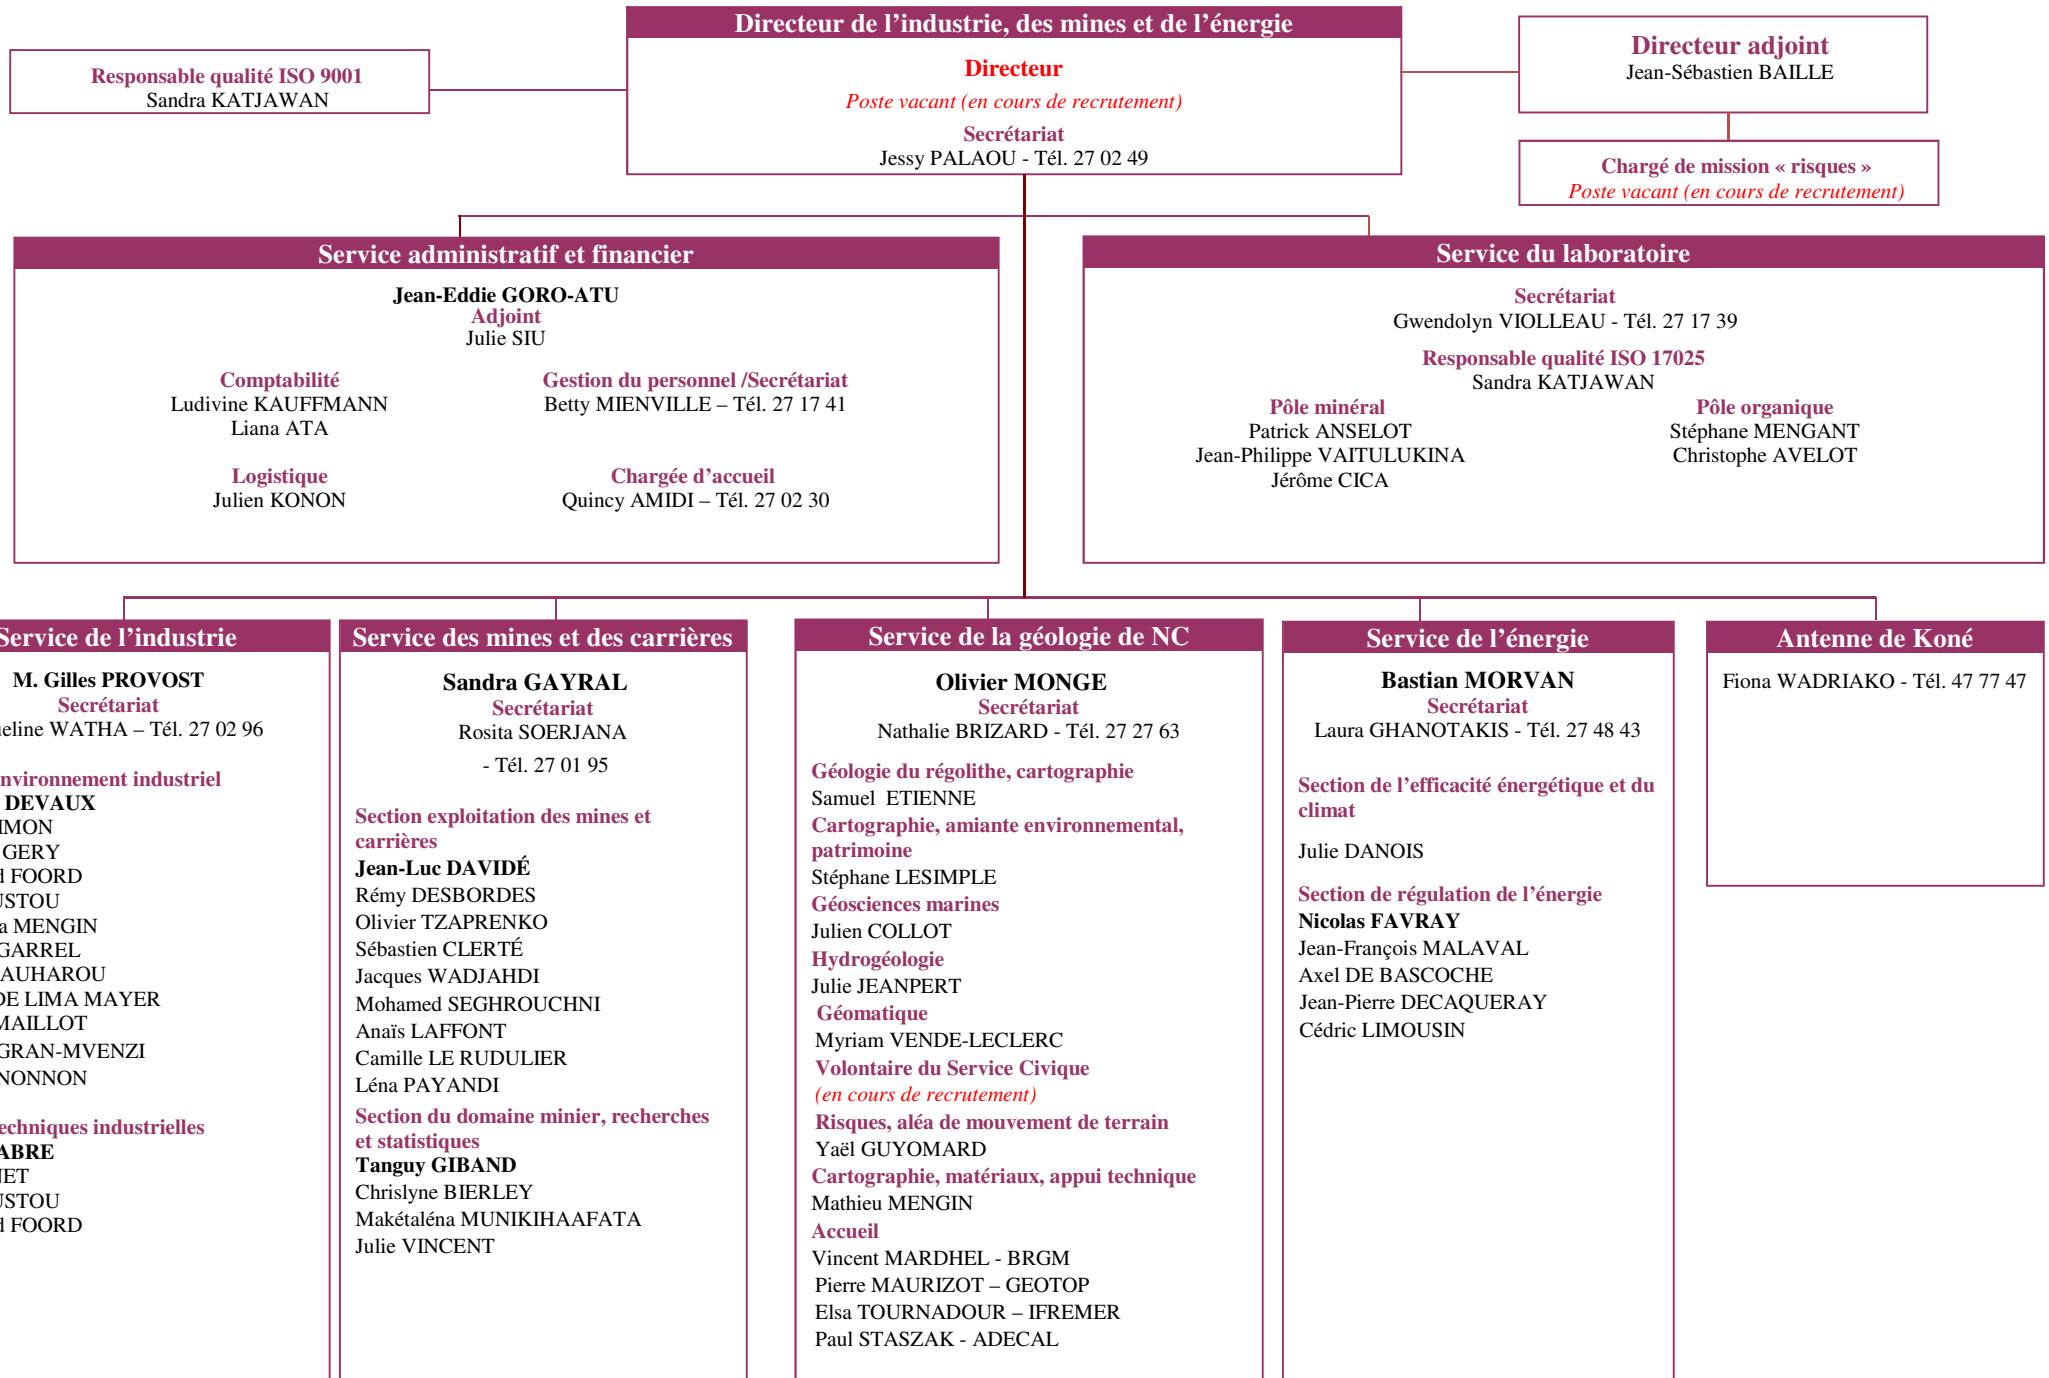 Directeur de l’industrie, des mines et de l’énergie
Directeur
Poste vacant (en cours de recrutement)
Secrétariat
Jessy PALAOU - Tél. 27 02 49
Responsable qualité ISO 9001
Sandra KATJAWAN
Directeur adjoint
Jean-Sébastien BAILLE
Chargé de mission « risques »
Poste vacant (en cours de recrutement)
Service administratif et financier
Jean-Eddie GORO-ATU
Adjoint
Julie SIU
Comptabilité
Ludivine KAUFFMANN
Liana ATA
Gestion du personnel /Secrétariat
Betty MIENVILLE – Tél. 27 17 41
Logistique
Julien KONON
Chargée d’accueil
Quincy AMIDI – Tél. 27 02 30
Service du laboratoire
Secrétariat
Gwendolyn VIOLLEAU - Tél. 27 17 39
Responsable qualité ISO 17025
Sandra KATJAWAN
Pôle minéral
Patrick ANSELOT
Jean-Philippe VAITULUKINA
Jérôme CICA
Pôle organique
Stéphane MENGANT
Christophe AVELOT
Service de l’industrie
M. Gilles PROVOST
Secrétariat
WATHA – Tél. 27 02 96
industriel
DEVAUX
GERY
FOORD
MENGIN
DE LIMA MAYER
industrielles
FOORD
Service des mines et des carrières
Sandra GAYRAL
Secrétariat
Rosita SOERJANA
- Tél. 27 01 95
Section exploitation des mines et
carrières
Jean-Luc DAVIDÉ
Rémy DESBORDES
Olivier TZAPRENKO
Sébastien CLERTÉ
Jacques WADJAHDI
Mohamed SEGHROUCHNI
Anaïs LAFFONT
Camille LE RUDULIER
Léna PAYANDI
Section du domaine minier, recherches
et statistiques
Tanguy GIBAND
Chrislyne BIERLEY
Makétaléna MUNIKIHAAFATA
Julie VINCENT
Service de la géologie de NC
Olivier MONGE
Secrétariat
Nathalie BRIZARD - Tél. 27 27 63
Géologie du régolithe, cartographie
Samuel ETIENNE
Cartographie, amiante environnemental,
patrimoine
Stéphane LESIMPLE
Géosciences marines
Julien COLLOT
Hydrogéologie
Julie JEANPERT
Géomatique
Myriam VENDE-LECLERC
Volontaire du Service Civique
(en cours de recrutement)
Risques, aléa de mouvement de terrain
Yaël GUYOMARD
Cartographie, matériaux, appui technique
Mathieu MENGIN
Accueil
Vincent MARDHEL - BRGM
Pierre MAURIZOT – GEOTOP
Elsa TOURNADOUR – IFREMER
Paul STASZAK - ADECAL
Service de l’énergie
Bastian MORVAN
Secrétariat
Laura GHANOTAKIS - Tél. 27 48 43
Section de l’efficacité énergétique et du
climat
Julie DANOIS
Section de régulation de l’énergie
Nicolas FAVRAY
Jean-François MALAVAL
Axel DE BASCOCHE
Jean-Pierre DECAQUERAY
Cédric LIMOUSIN
Antenne de Koné
Fiona WADRIAKO - Tél. 47 77 47